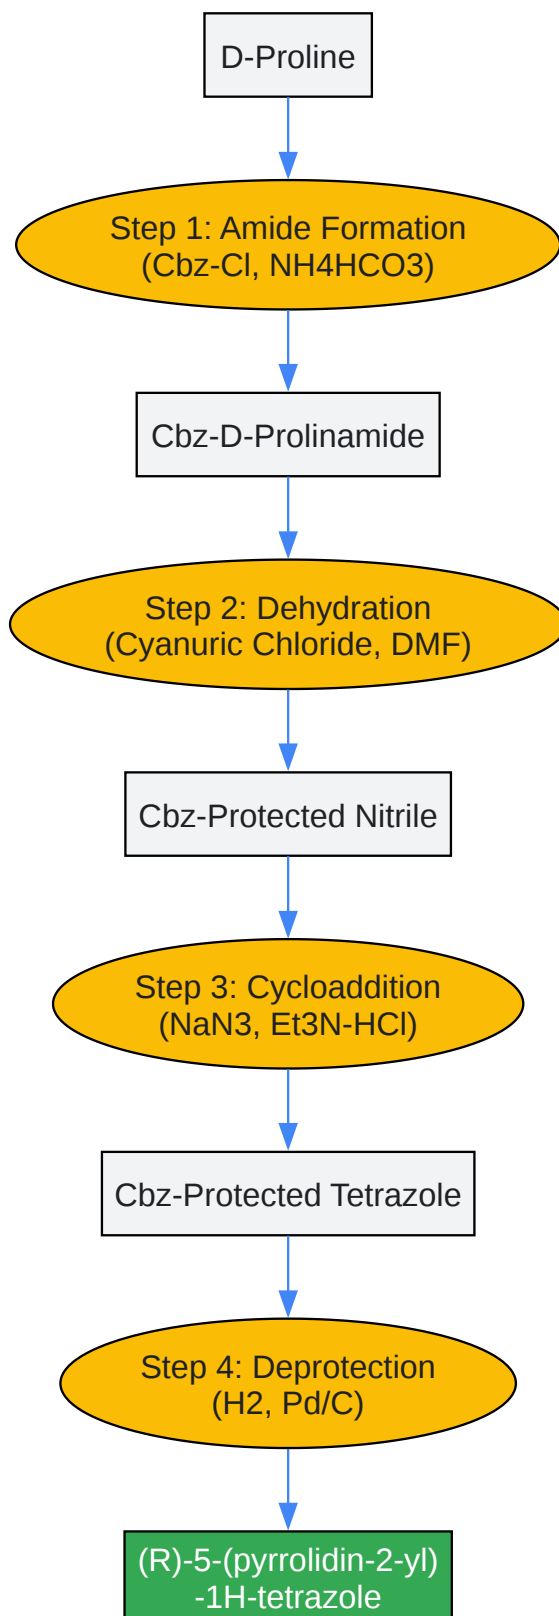 D-Proline
Step 1: Amide Formation
(Cbz-Cl, NH4HCO3)
Cbz-D-Prolinamide
Step 2: Dehydration
(Cyanuric Chloride, DMF)
Cbz-Protected Nitrile
Step 3: Cycloaddition
(NaN3, Et3N-HCl)
Cbz-Protected Tetrazole
Step 4: Deprotection
(H2, Pd/C)
(R)-5-(pyrrolidin-2-yl)
-1H-tetrazole